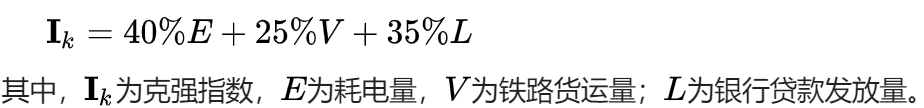 I_k = 40%E + 25%V + 35%L
其中，I_k为克强指数，E为耗电量，V为铁路货运量；L为银行贷款发放量.